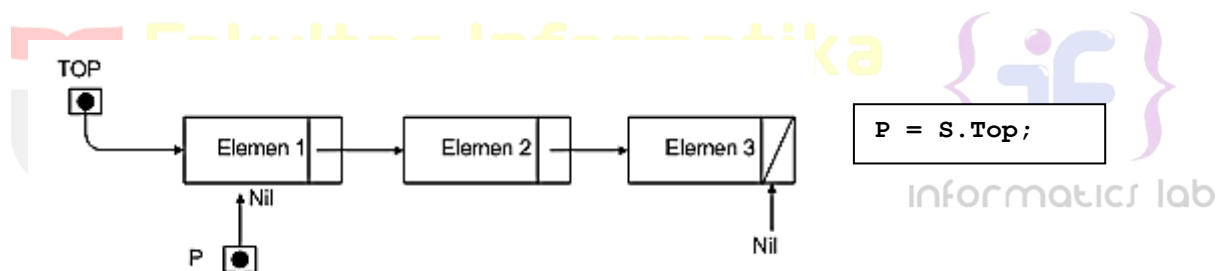 Fakultas Informatika
TOP
Elemen 1
Elemen 2
Elemen 3
P = S.Top;
Nil
informatics lab
P
Nil